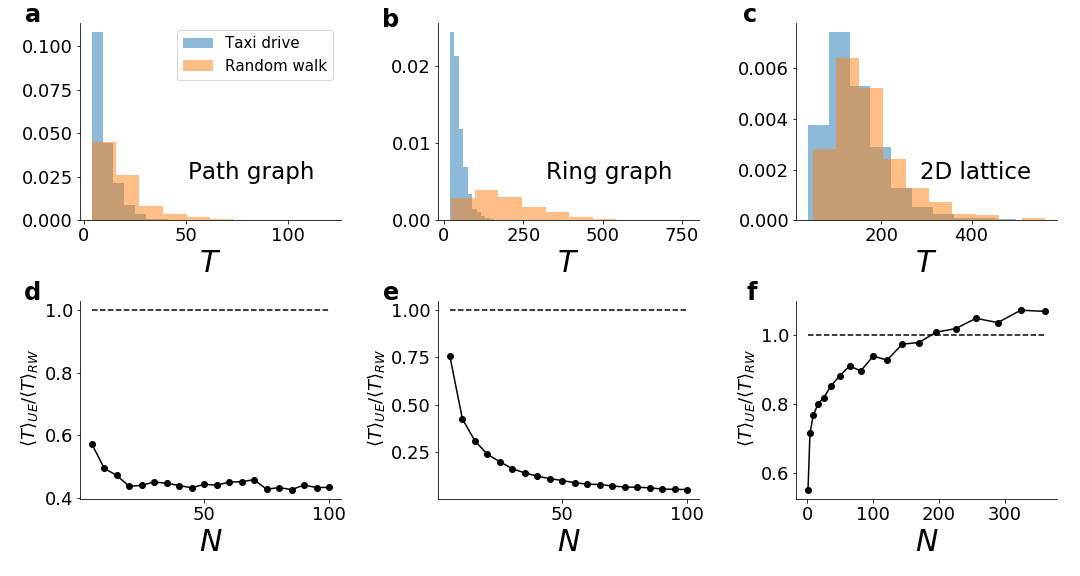 a
0.100
0.075
0.050
0.025
0.000
0
50
100
T
Taxi drive
Random walk
Path graph
b
0.02
0.01
0.00
0
250
500
750
T
Ring graph
c
0.006
0.004
0.002
0.000
200
400
T
2D lattice
d
1.0
0.8
0.6
0.4
50
100
N
⟨T⟩UE/⟨T⟩RW
e
1.00
0.75
0.50
0.25
50
100
N
⟨T⟩UE/⟨T⟩RW
f
1.0
0.8
0.6
0
100
200
300
N
⟨T⟩UE/⟨T⟩RW